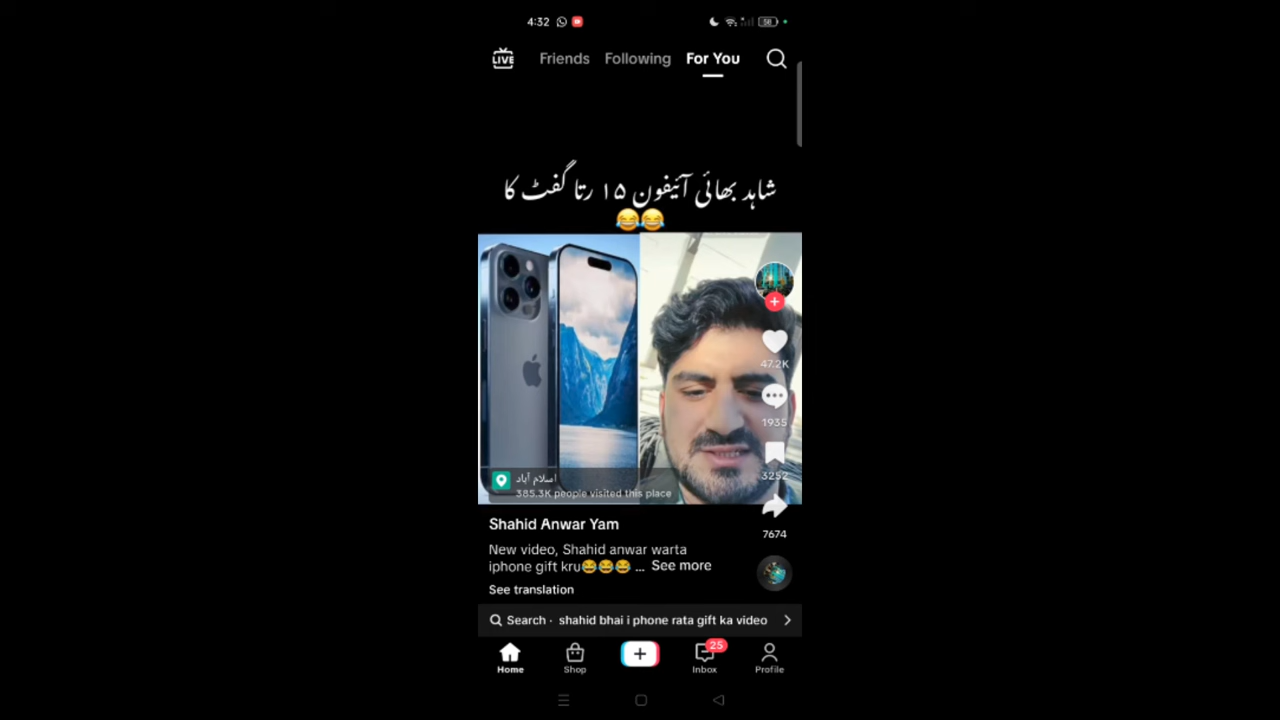 4:32
58
LIVE
Friends
Following
For You
شاہد بھائی آئیفون ۱۵ رتا گفٹ کا
47.2K
1935
3252
اسلام آباد
385.3K people visited this place
7674
Shahid Anwar Yam
New video, Shahid anwar warta
iphone gift kru😂😂😂 ... See more
See translation
Search · shahid bhai i phone rata gift ka video
25
Home
Shop
Inbox
Profile